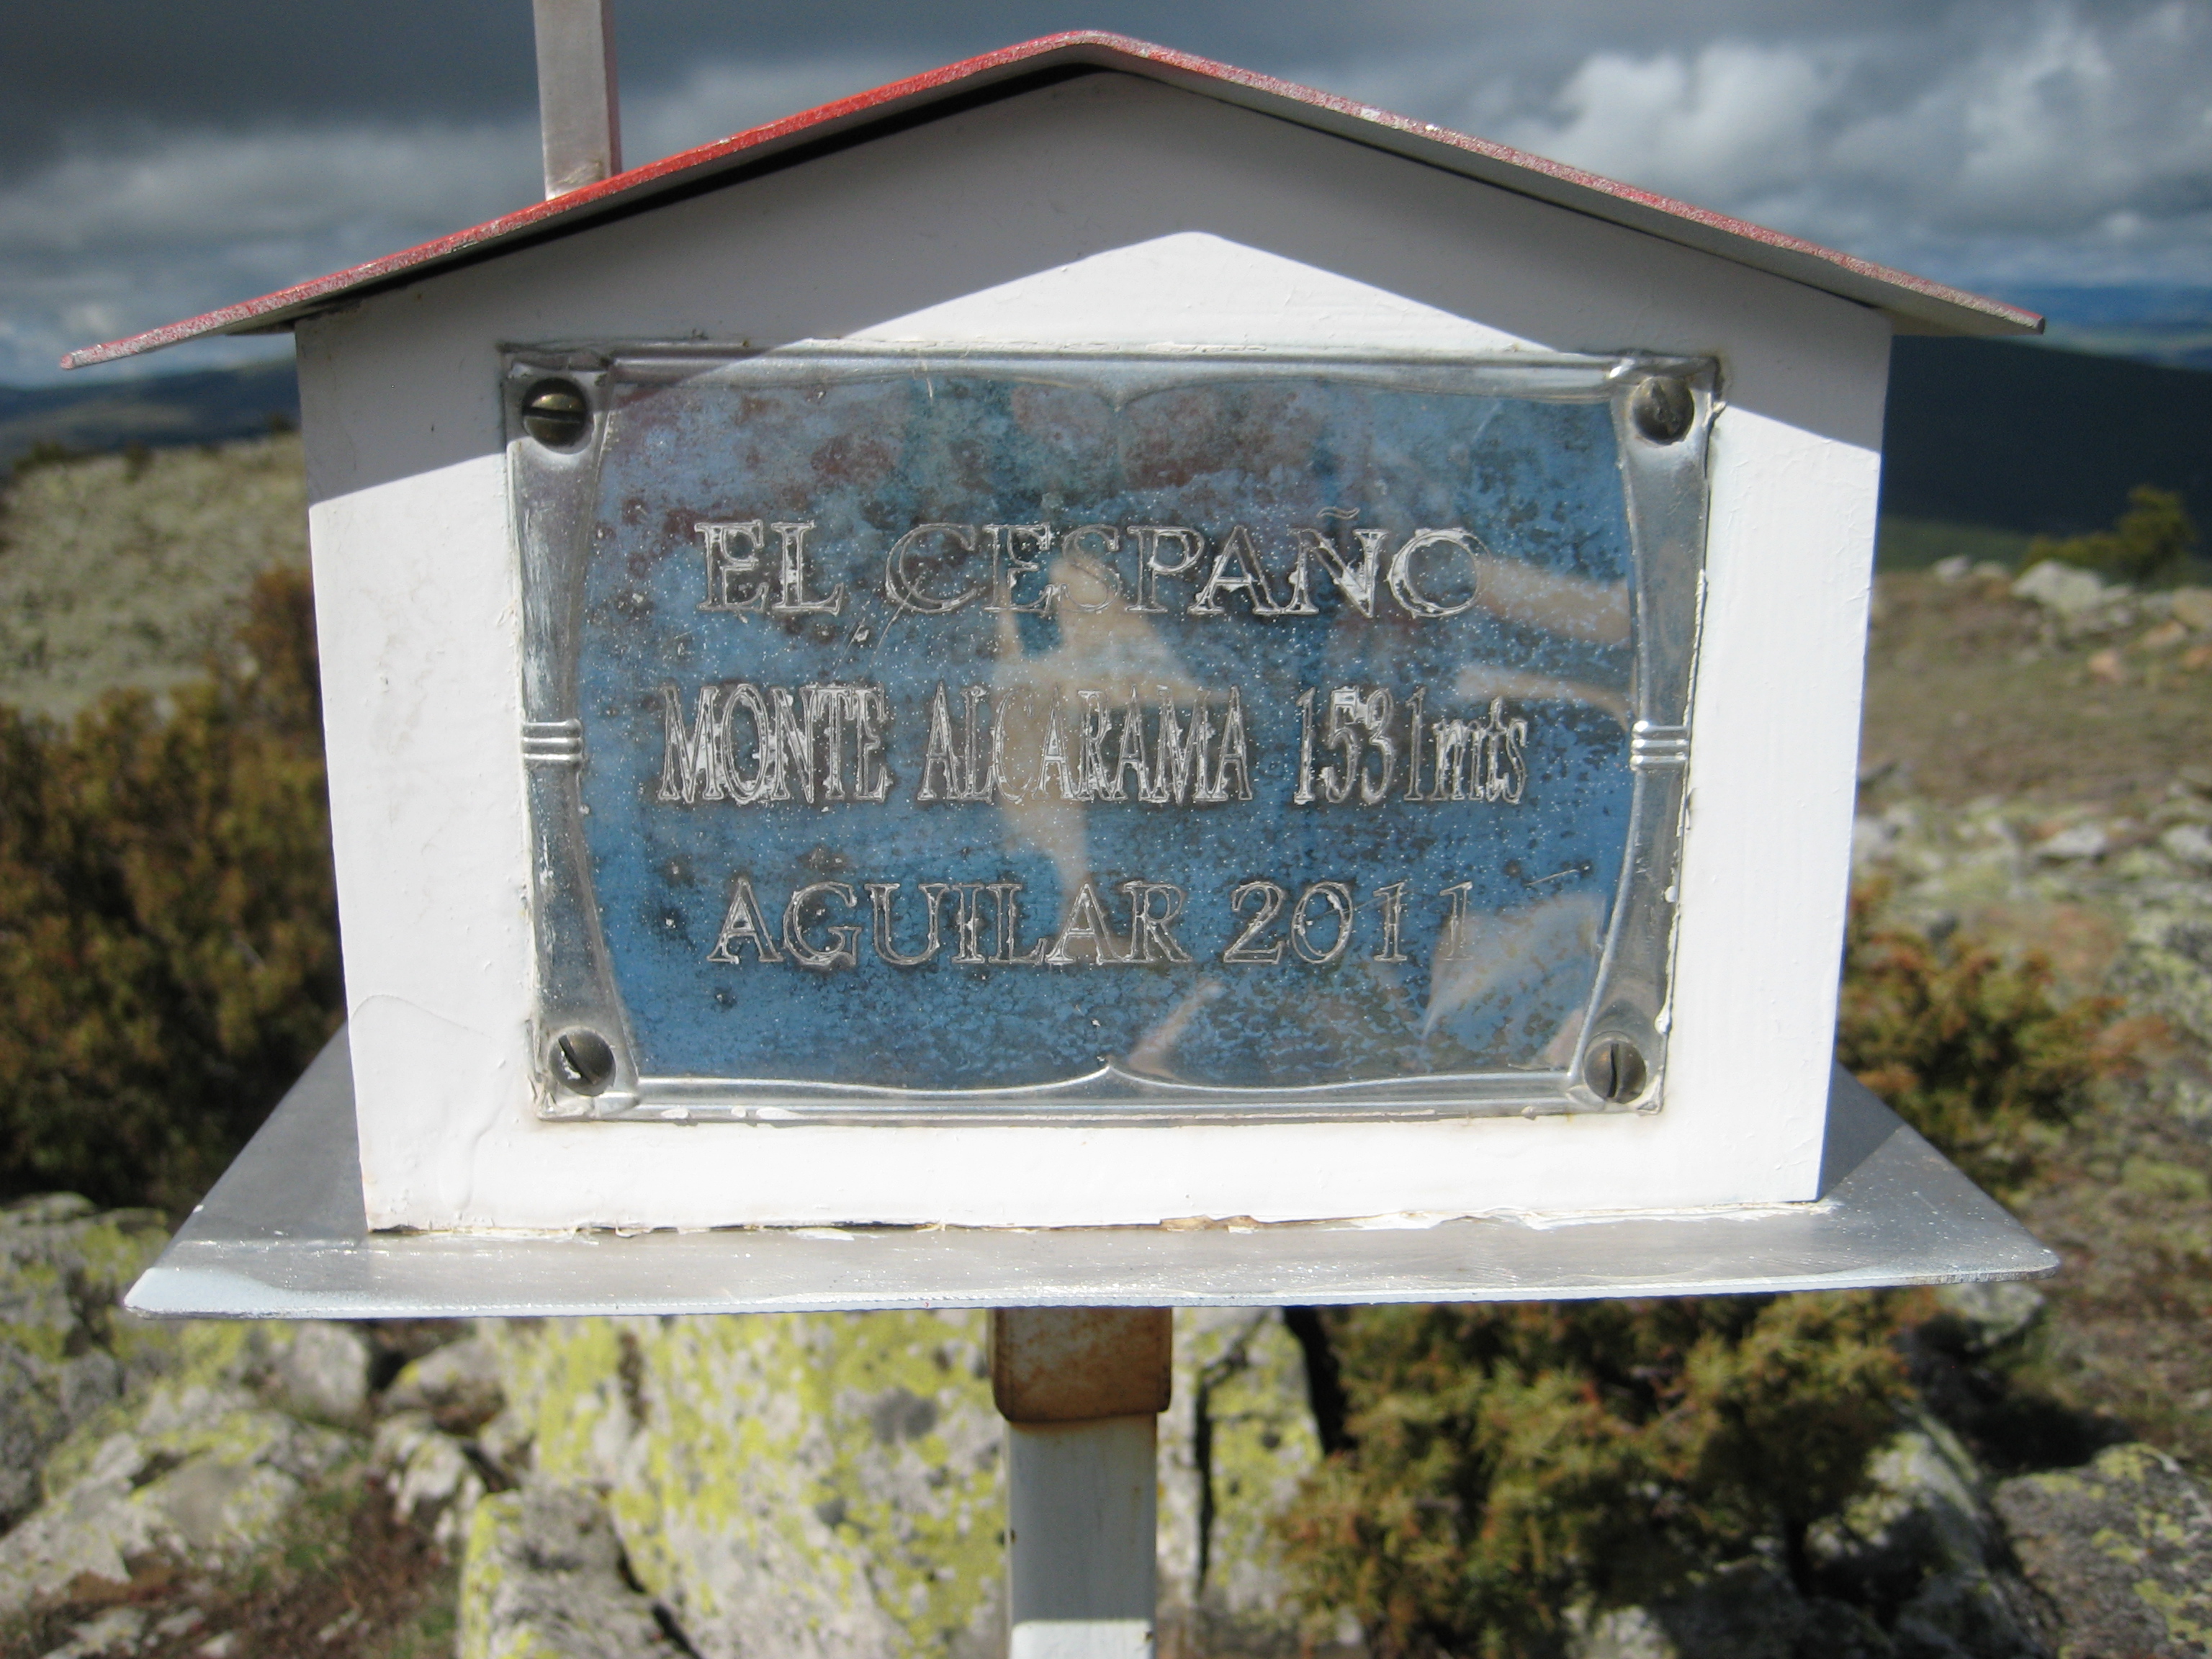 EL CESPAÑO
MONTE ALCARAMA 1531mts
AGUILAR 2011